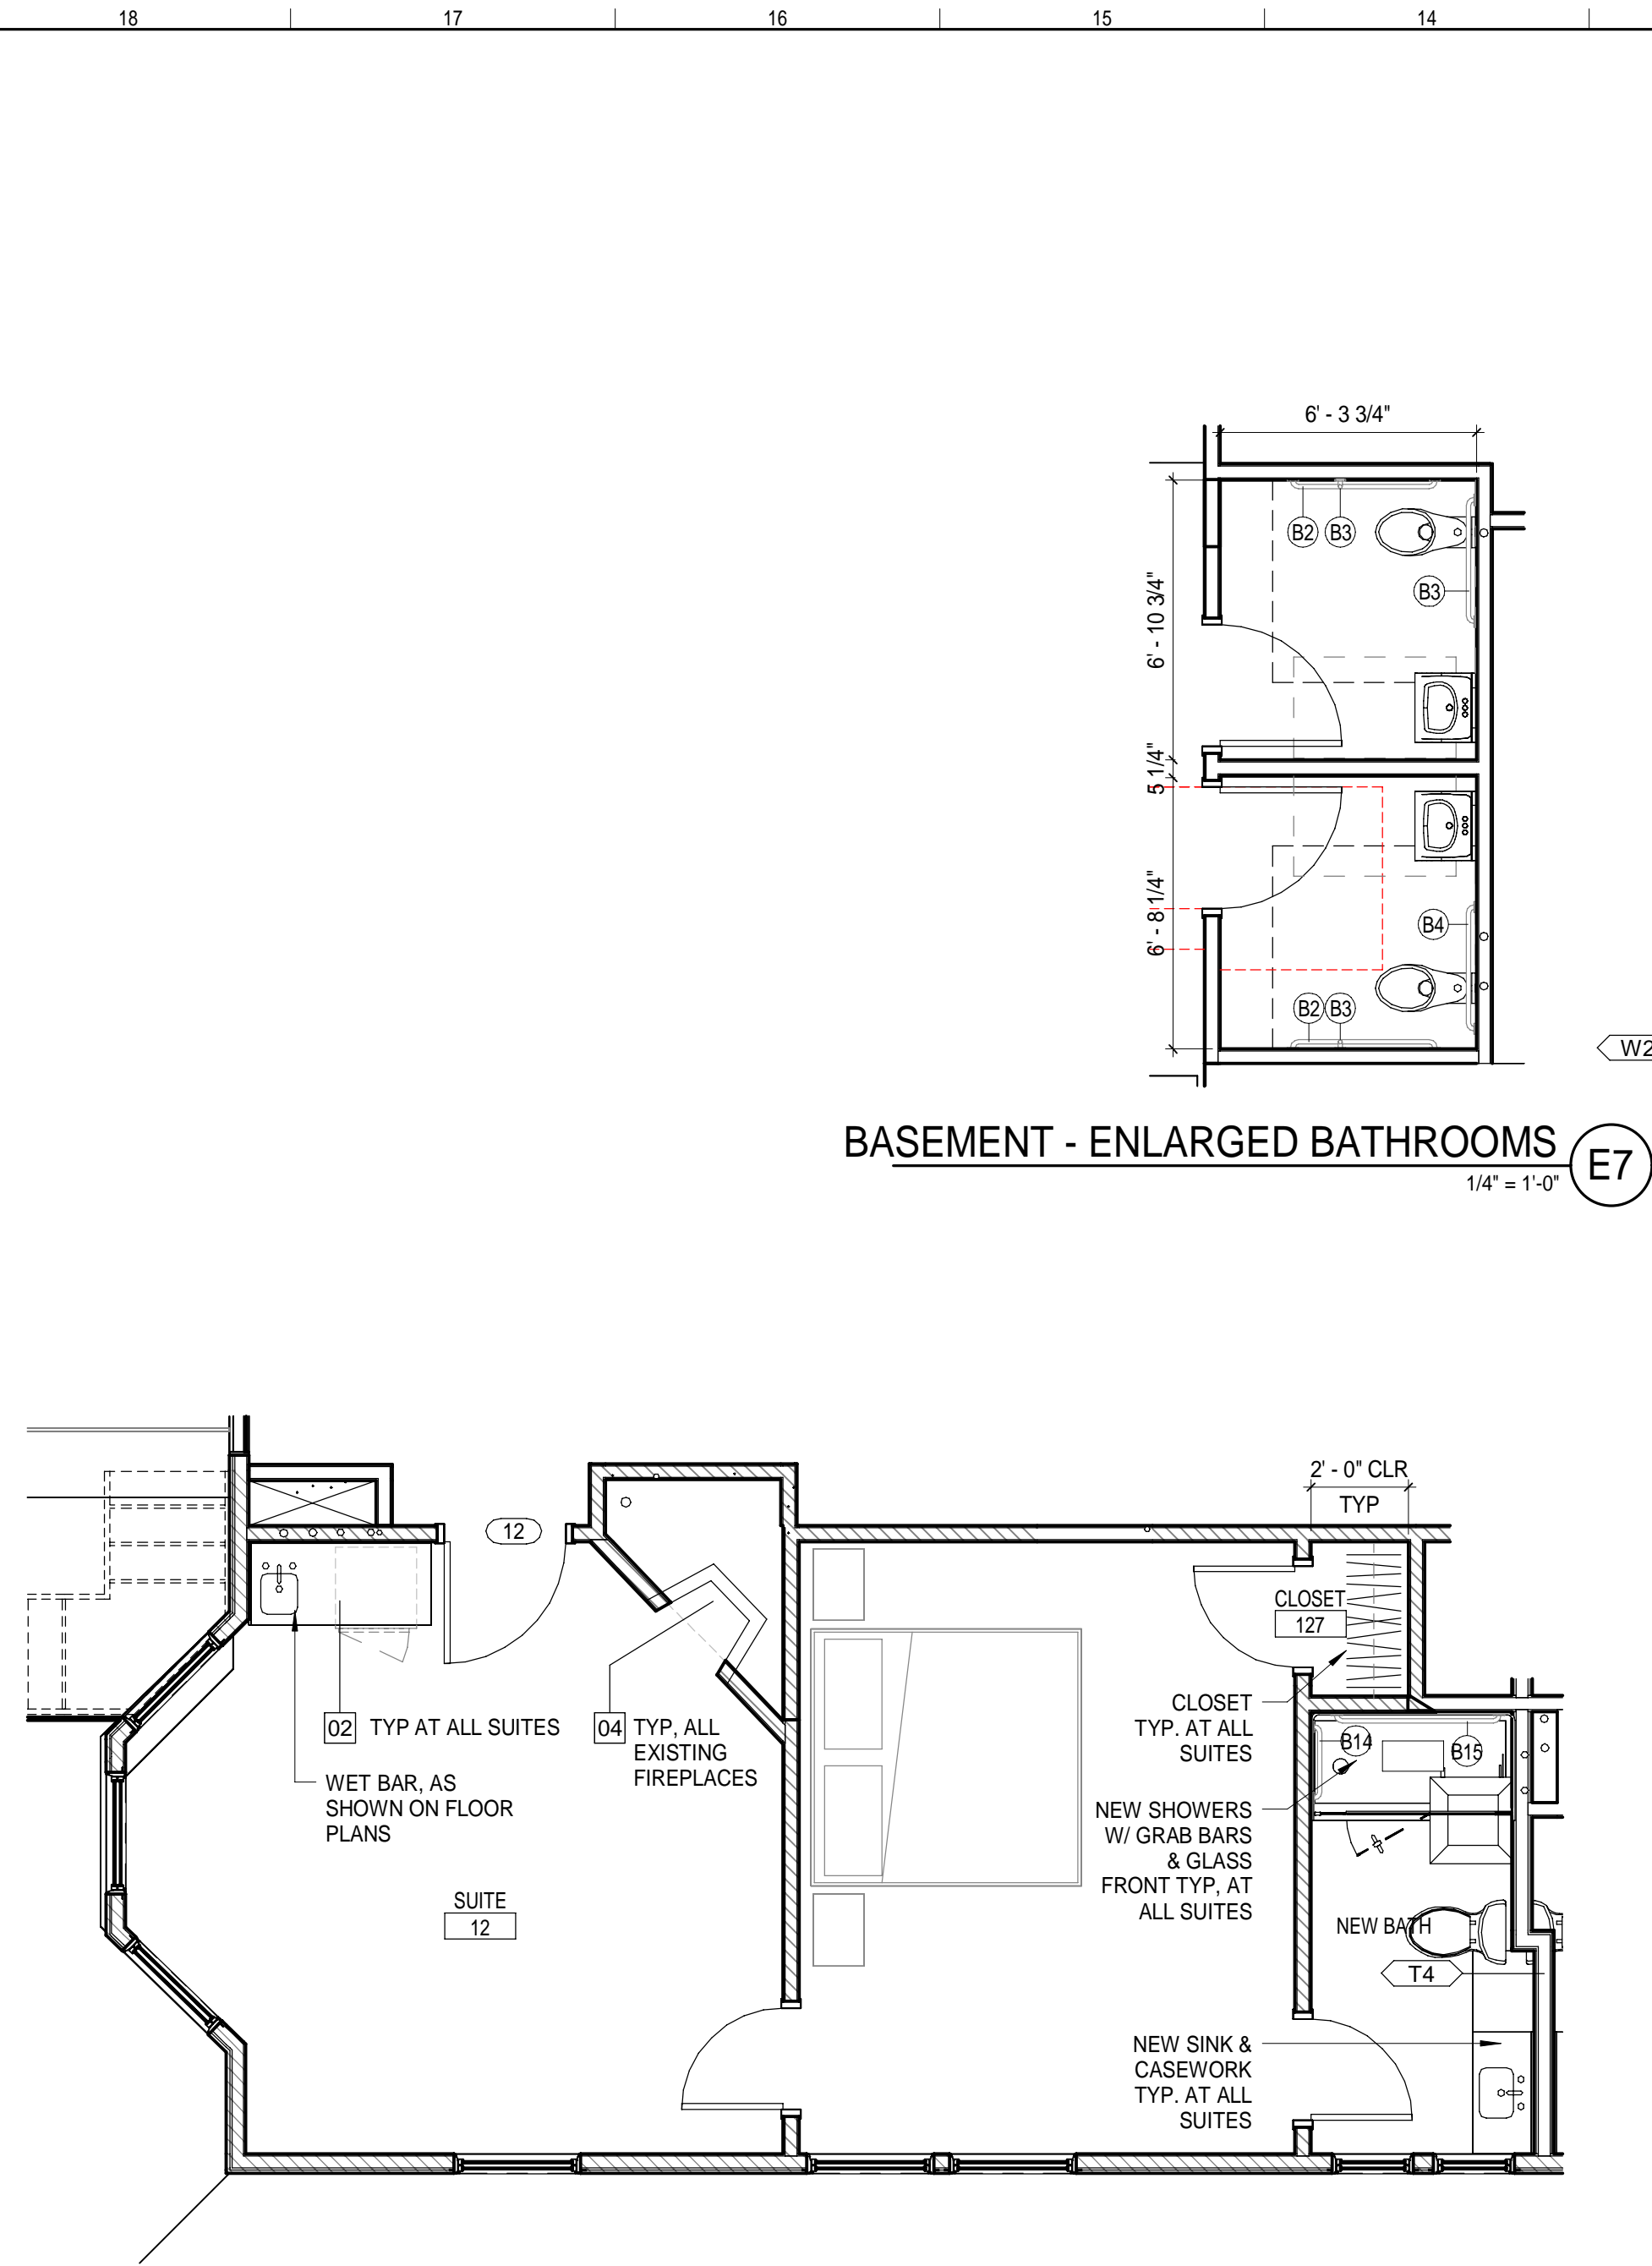 18 17 16 15 14
6' - 3 3/4"
B2 B3
B3
6' - 10 3/4"
5 1/4"
6' - 8 1/4"
B4
B2 B3
W2
BASEMENT - ENLARGED BATHROOMS
E7
1/4" = 1'-0"
2' - 0" CLR
TYP
12
CLOSET
127
02 TYP AT ALL SUITES
04 TYP, ALL
EXISTING
FIREPLACES
WET BAR, AS
SHOWN ON FLOOR
PLANS
CLOSET
TYP. AT ALL
SUITES
B14
B15
NEW SHOWERS
W/ GRAB BARS
& GLASS
FRONT TYP, AT
ALL SUITES
SUITE
12
NEW BATH
T4
NEW SINK &
CASEWORK
TYP. AT ALL
SUITES